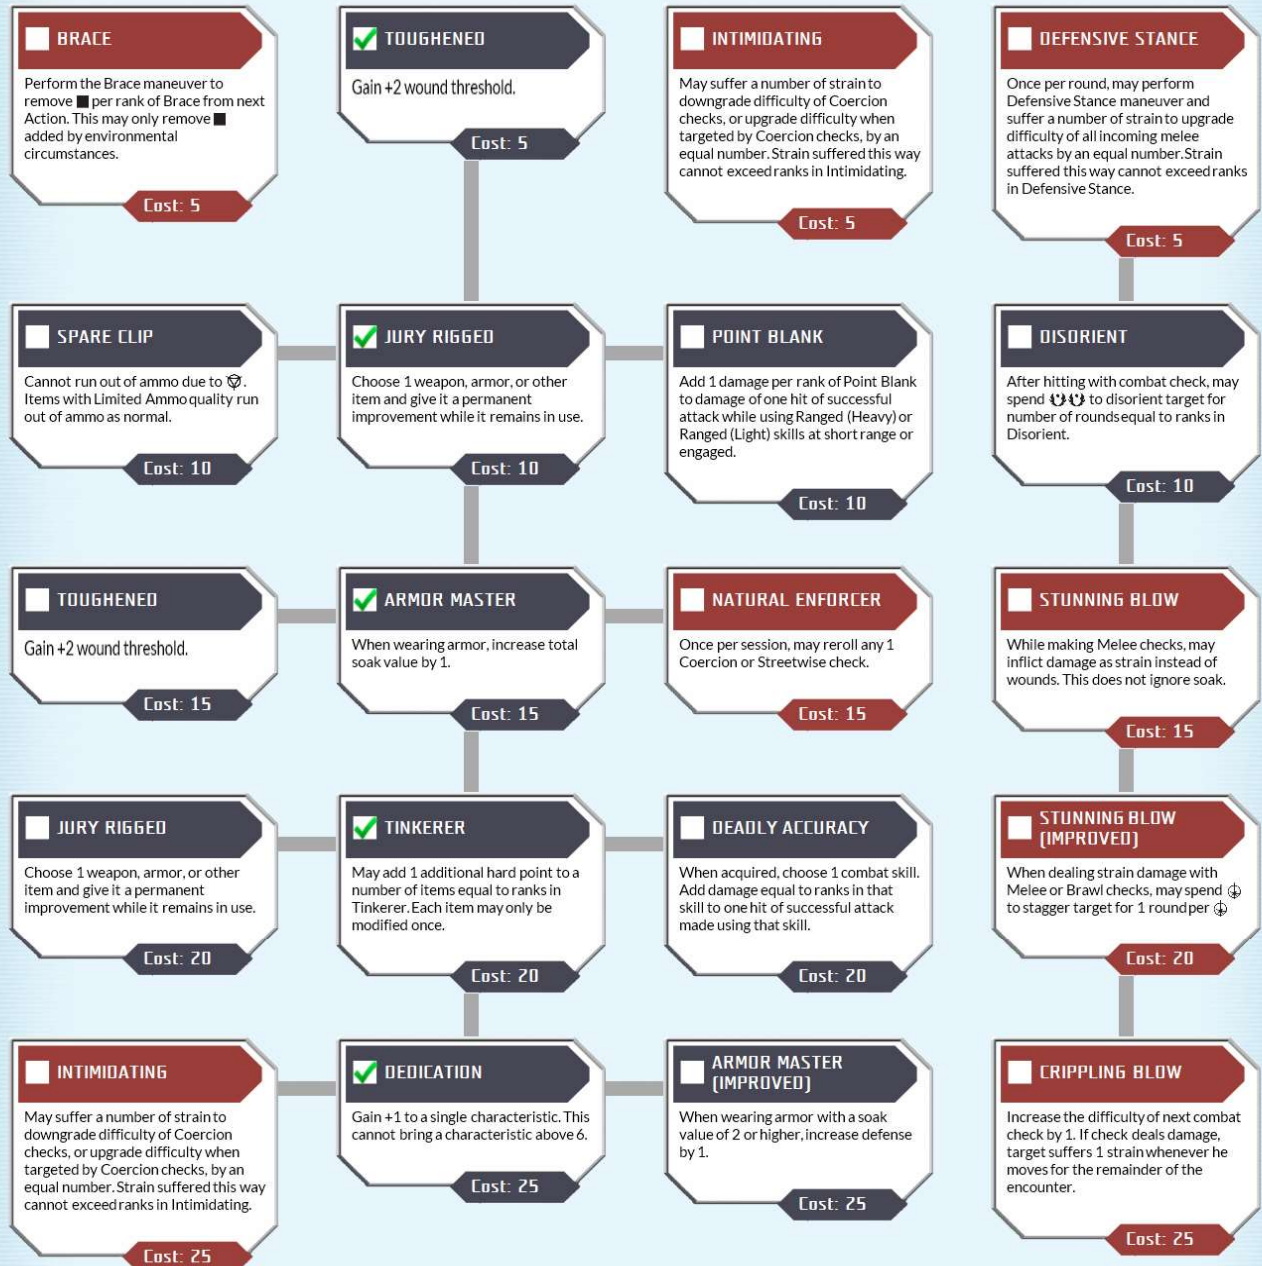 BRACE
Perform the Brace maneuver to
remove ■ per rank of Brace from next
Action. This may only remove ■
added by environmental
circumstances.
Cost: 5
TOUGHENED
Gain +2 wound threshold.
Cost: 5
INTIMIDATING
May suffer a number of strain to
downgrade difficulty of Coercion
checks, or upgrade difficulty when
targeted by Coercion checks, by an
equal number. Strain suffered this way
cannot exceed ranks in Intimidating.
Cost: 5
DEFENSIVE STANCE
Once per round, may perform
Defensive Stance maneuver and
suffer a number of strain to upgrade
difficulty of all incoming melee
attacks by an equal number. Strain
suffered this way cannot exceed ranks
in Defensive Stance.
Cost: 5
SPARE CLIP
Cannot run out of ammo due to .
Items with Limited Ammo quality run
out of ammo as normal.
Cost: 10
JURY RIGGED
Choose 1 weapon, armor, or other
item and give it a permanent
improvement while it remains in use.
Cost: 10
POINT BLANK
Add 1 damage per rank of Point Blank
to damage of one hit of successful
attack while using Ranged (Heavy) or
Ranged (Light) skills at short range or
engaged.
Cost: 10
DISORIENT
After hitting with combat check, may
spend to disorient target for
number of rounds equal to ranks in
Disorient.
Cost: 10
TOUGHENED
Gain +2 wound threshold.
Cost: 15
ARMOR MASTER
When wearing armor, increase total
soak value by 1.
Cost: 15
NATURAL ENFORCER
Once per session, may reroll any 1
Coercion or Streetwise check.
Cost: 15
STUNNING BLOW
While making Melee checks, may
inflict damage as strain instead of
wounds. This does not ignore soak.
Cost: 15
JURY RIGGED
Choose 1 weapon, armor, or other
item and give it a permanent
improvement while it remains in use.
Cost: 20
TINKERER
May add 1 additional hard point to a
number of items equal to ranks in
Tinkerer. Each item may only be
modified once.
Cost: 20
DEADLY ACCURACY
When acquired, choose 1 combat skill.
Add damage equal to ranks in that
skill to one hit of successful attack
made using that skill.
Cost: 20
STUNNING BLOW
(IMPROVED)
When dealing strain damage with
Melee or Brawl checks, may spend
to stagger target for 1 round per
Cost: 20
INTIMIDATING
May suffer a number of strain to
downgrade difficulty of Coercion
checks, or upgrade difficulty when
targeted by Coercion checks, by an
equal number. Strain suffered this way
cannot exceed ranks in Intimidating.
Cost: 25
DEDICATION
Gain +1 to a single characteristic. This
cannot bring a characteristic above 6.
Cost: 25
ARMOR MASTER
(IMPROVED)
When wearing armor with a soak
value of 2 or higher, increase defense
by 1.
Cost: 25
CRIPPLING BLOW
Increase the difficulty of next combat
check by 1. If check deals damage,
target suffers 1 strain whenever he
moves for the remainder of the
encounter.
Cost: 25